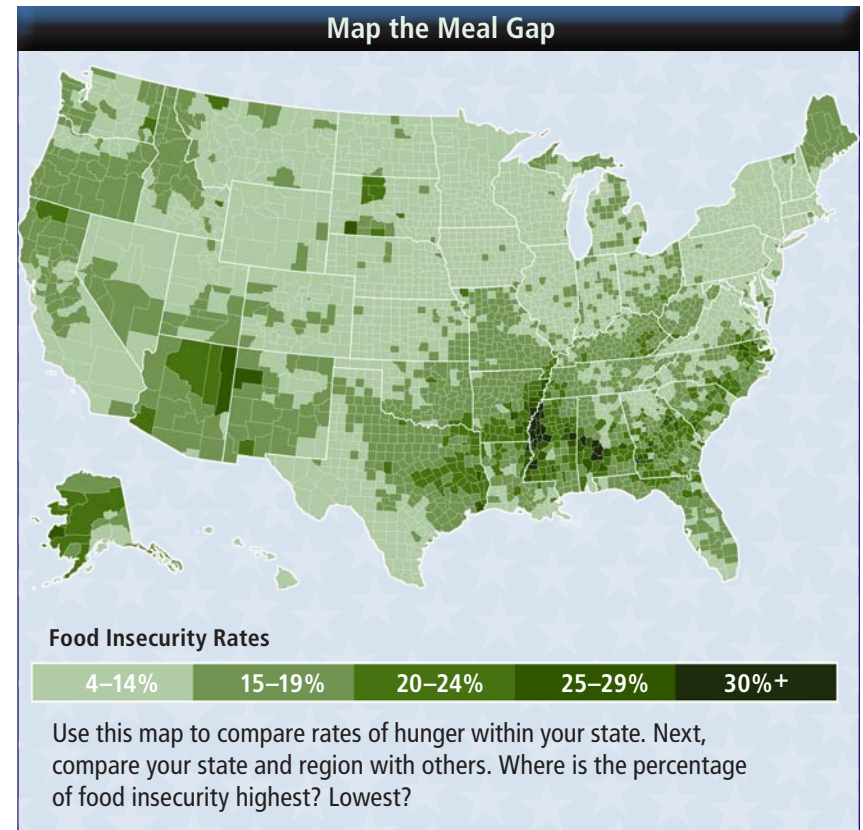 Map the Meal Gap
Food Insecurity Rates
4–14% 15–19% 20–24% 25–29% 30%+
Use this map to compare rates of hunger within your state. Next,
compare your state and region with others. Where is the percentage
of food insecurity highest? Lowest?